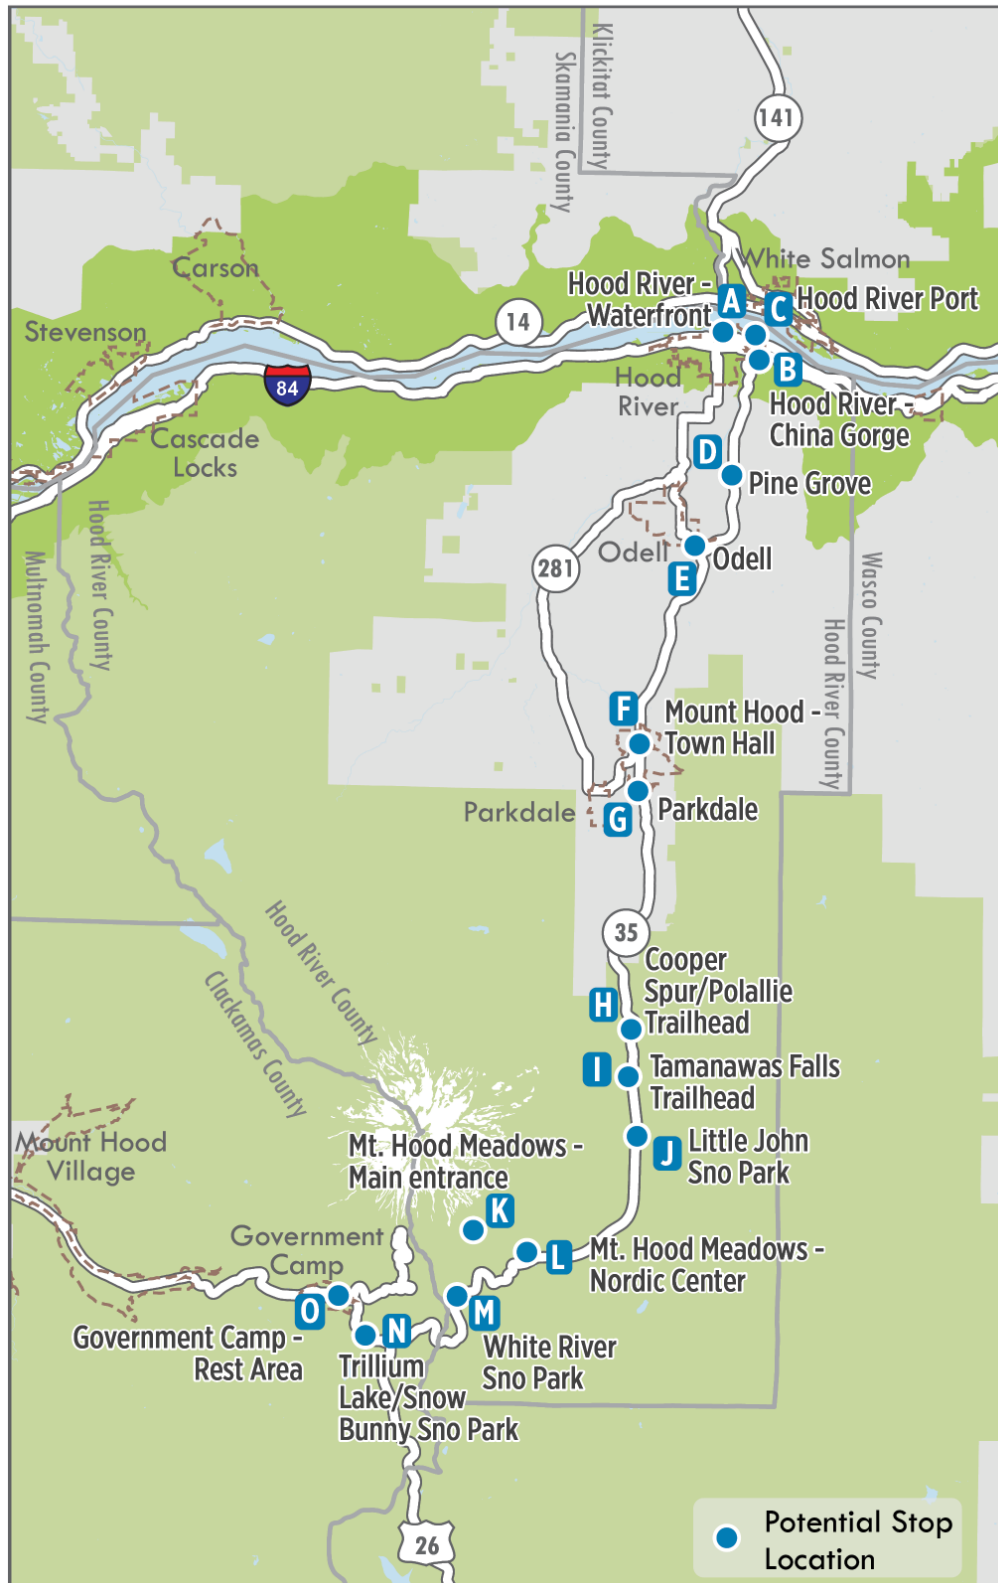 Klickitat County
Skamania County
141
White Salmon
Carson
Hood River -
Waterfront
A
C
Hood River Port
14
Stevenson
84
B
Hood
River
Hood River -
China Gorge
Cascade
Locks
D
Pine Grove
Hood River County
Multnomah County
Odell
Odell
E
281
Wasco County
Hood River County
F
Mount Hood -
Town Hall
Parkdale
G
Parkdale
35
Hood River County
Clackamas County
Cooper
Spur/Polallie
Trailhead
H
I
Tamanawas Falls
Trailhead
Mount Hood
Village
Mt. Hood Meadows -
Main entrance
J
Little John
Sno Park
K
Government
Camp
L
Mt. Hood Meadows -
Nordic Center
O
N
M
Government Camp -
Rest Area
White River
Sno Park
Trillium
Lake/Snow
Bunny Sno Park
26
Potential Stop
Location